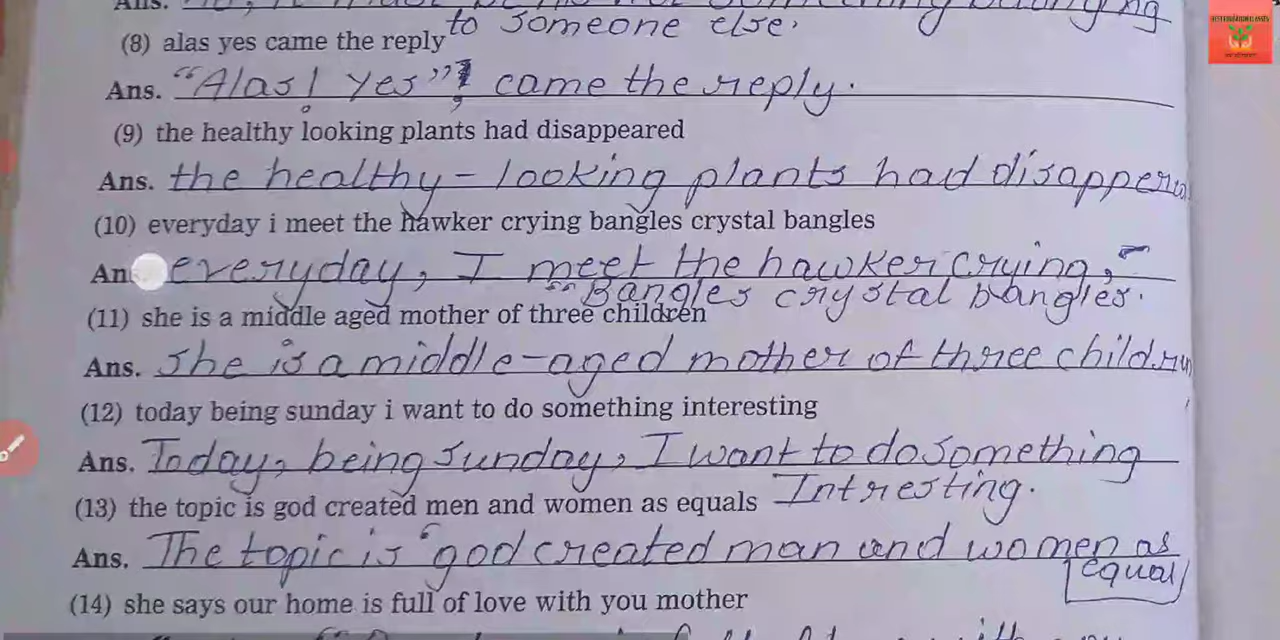 Ans.
to someone else.
(8) alas yes came the reply
Ans. "Alas! Yes", came the reply.
(9) the healthy looking plants had disappeared
Ans. the healthy-looking plants had disappera
(10) everyday i meet the hawker crying bangles crystal bangles
An everyday, I meet the hawker crying,
"Bangles crystal bangles.
(11) she is a middle aged mother of three children
Ans. she is a middle-aged mother of three
(12) today being sunday i want to do something interesting
Ans. Today, being sunday, I want to do something
Intresting.
(13) the topic is god created men and women as equals
Ans. The topic is 'god created man and women as
equal
(14) she says our home is full of love with you mother